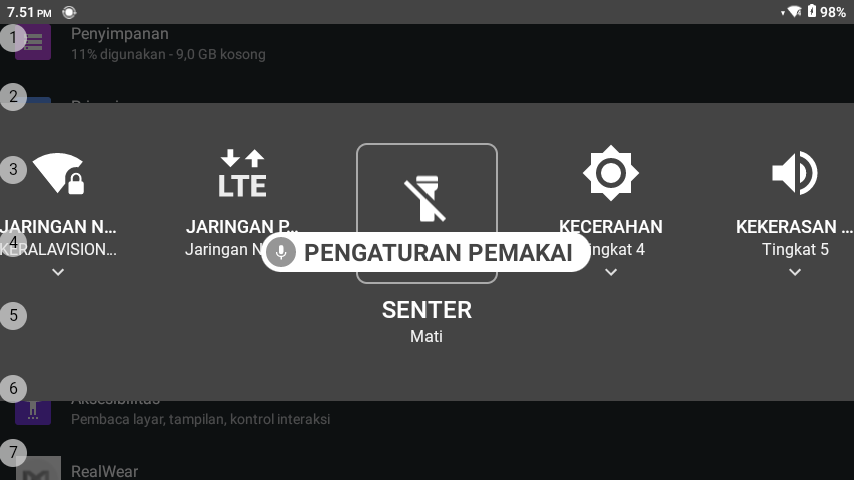 7.51 PM
98%
1
Penyimpanan
11% digunakan - 9,0 GB kosong
2
3
LTE
JARINGAN N...
JARINGAN P...
KECERAHAN
KEKERASAN ...
4
KERALAVISION...
Jaringan N
ingkat 4
Tingkat 5
PENGATURAN PEMAKAI
5
SENTER
Mati
6
Aksesibilitas
Pembaca layar, tampilan, kontrol interaksi
7
RealWear